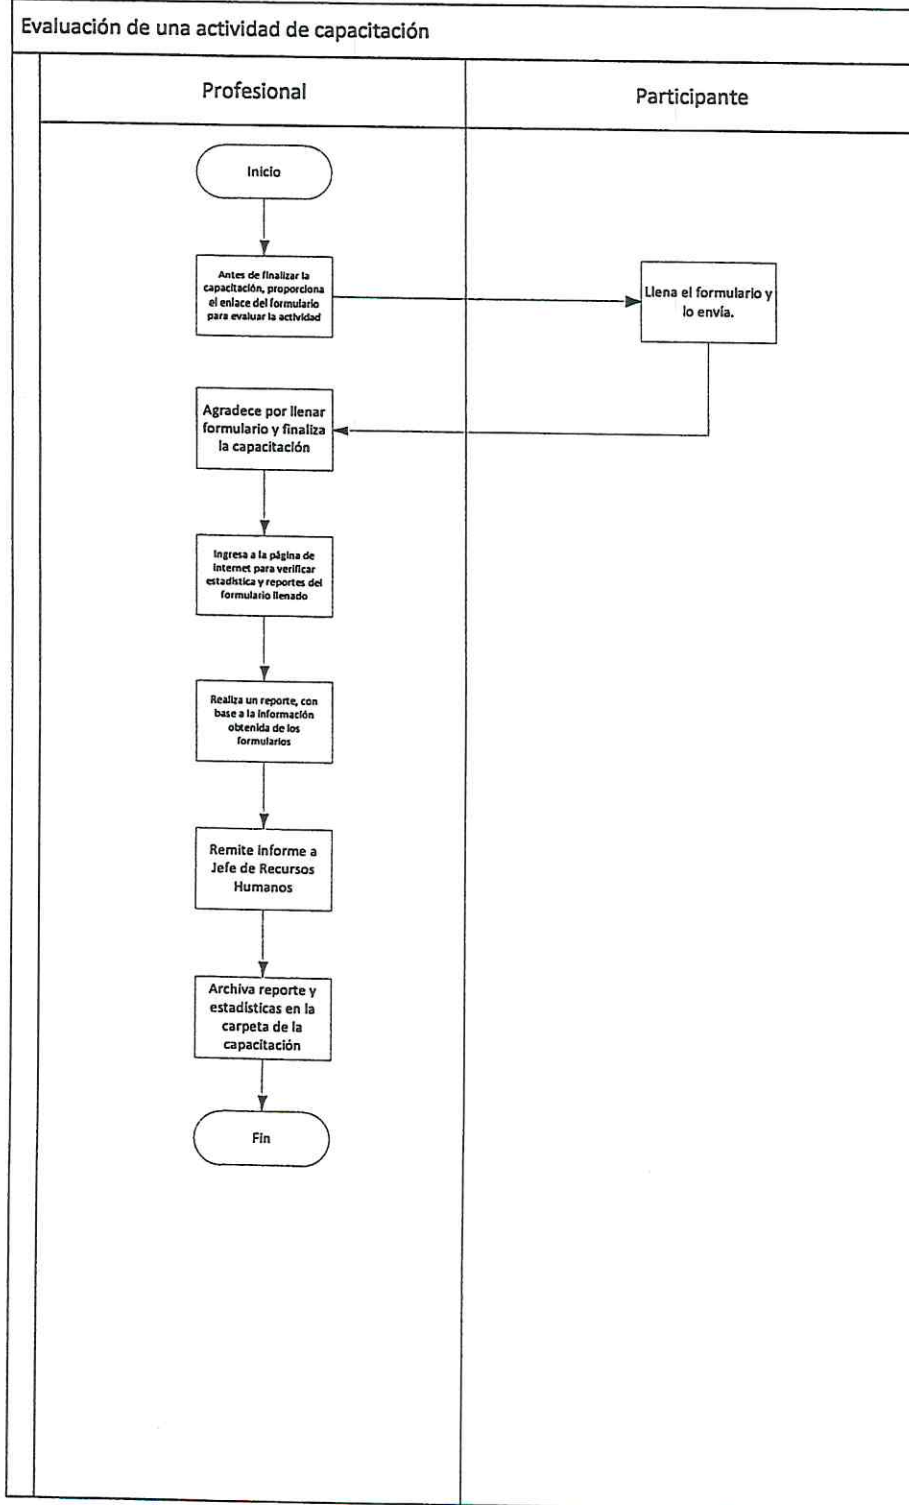 Evaluación de una actividad de capacitación
Profesional
Participante
Inicio
Antes de finalizar la
capacitación, proporciona
el enlace del formulario
para evaluar la actividad
Llena el formulario y
lo envía.
Agradece por llenar
formulario y finaliza
la capacitación
Ingresa a la página de
internet para verificar
estadística y reportes del
formulario llenado
Realiza un reporte, con
base a la información
obtenida de los
formularios
Remite informe a
Jefe de Recursos
Humanos
Archiva reporte y
estadísticas en la
carpeta de la
capacitación
Fin